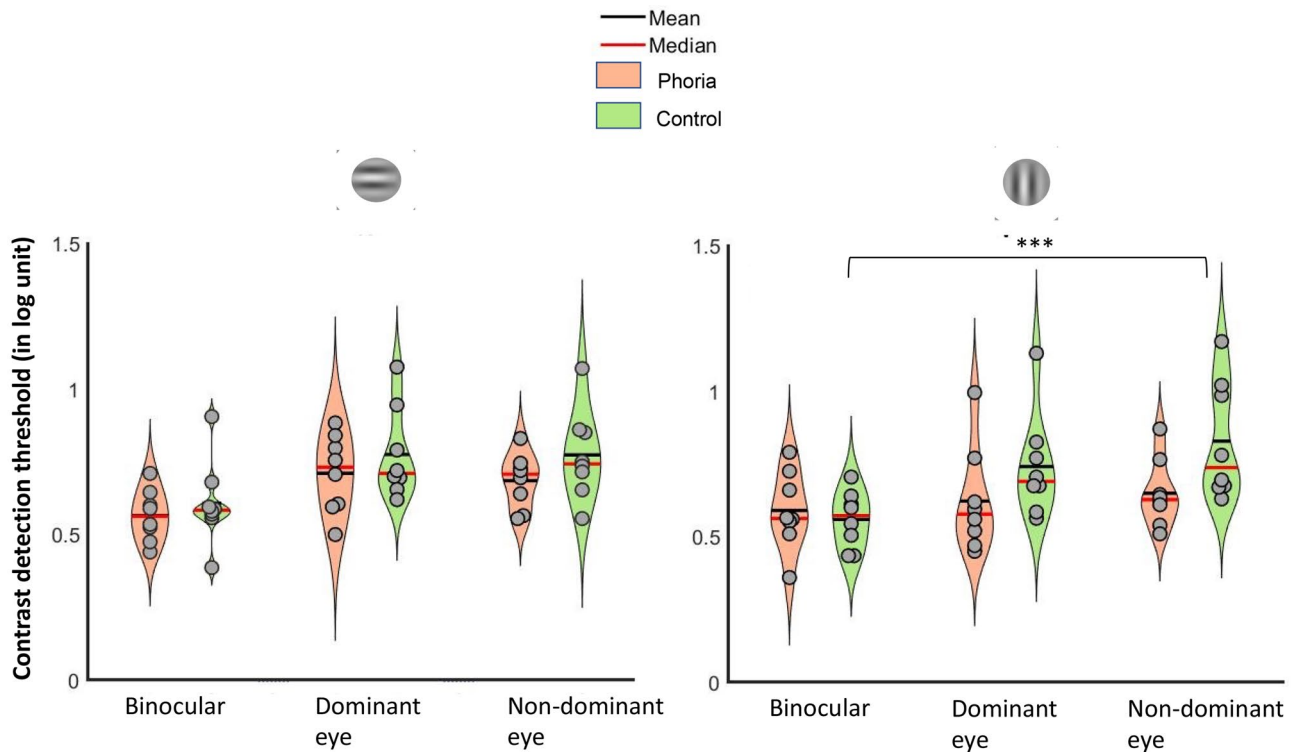 Mean
Median
Phoria
Control
Contrast detection threshold (in log unit)
1.5
1
0.5
0
Binocular
Dominant
eye
Non-dominant
eye
***
1.5
1
0.5
0
Binocular
Dominant
eye
Non-dominant
eye